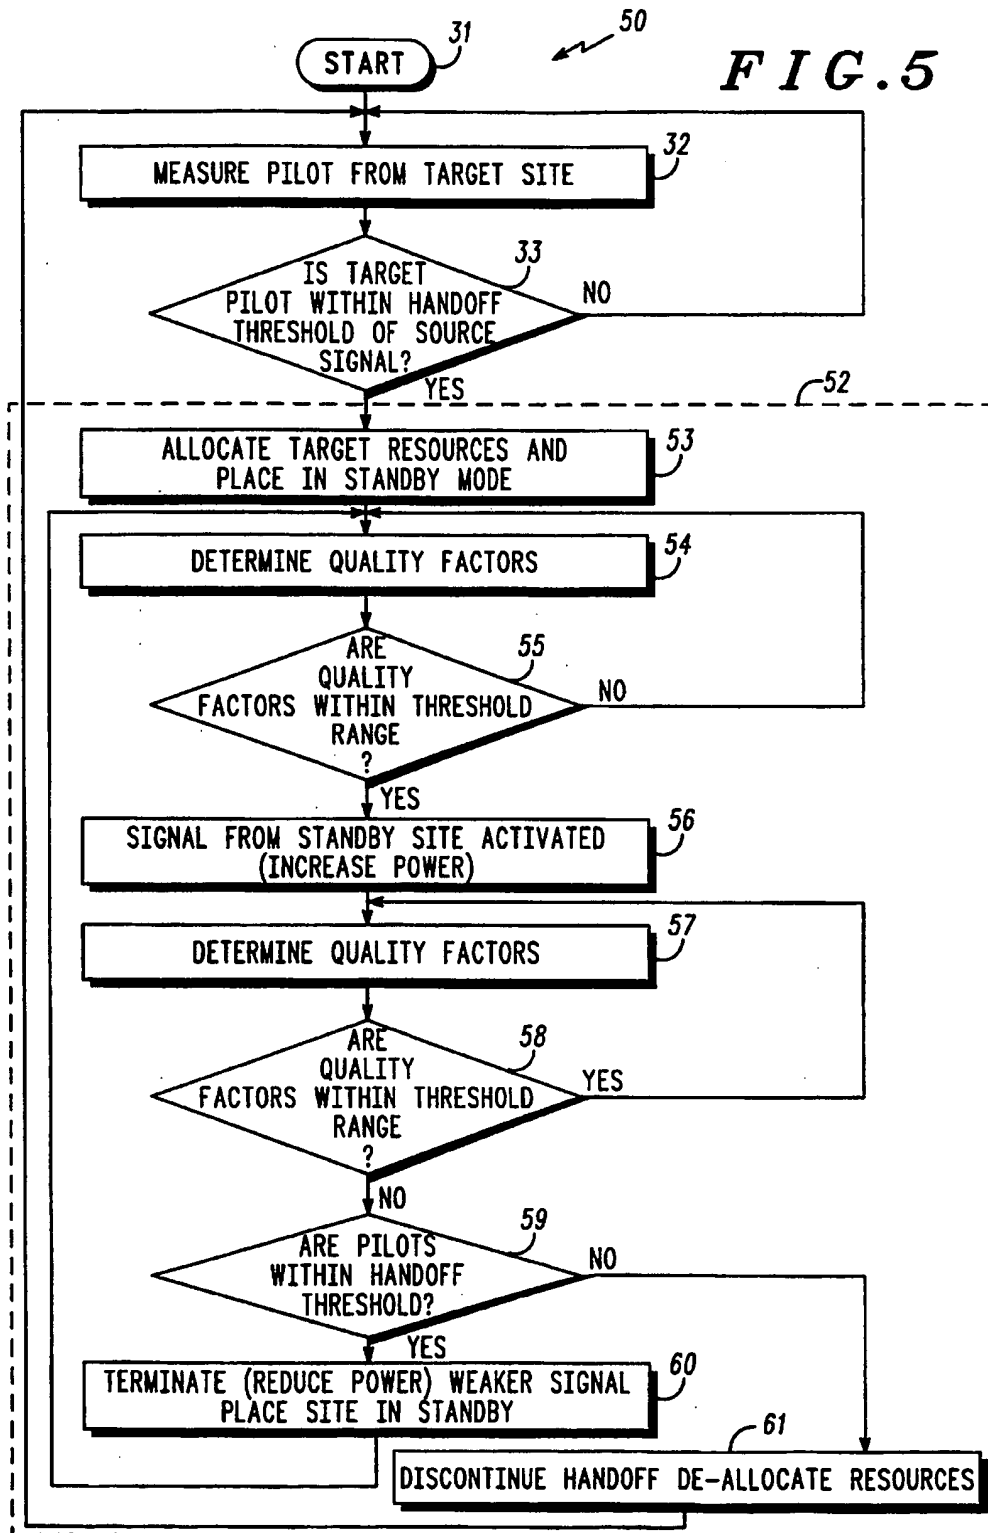 50
31
START
FIG.5
32
MEASURE PILOT FROM TARGET SITE
33
IS TARGET
PILOT WITHIN HANDOFF
THRESHOLD OF SOURCE
SIGNAL?
NO
YES
52
53
ALLOCATE TARGET RESOURCES AND
PLACE IN STANDBY MODE
54
DETERMINE QUALITY FACTORS
55
ARE
QUALITY
FACTORS WITHIN THRESHOLD
RANGE
?
NO
YES
56
SIGNAL FROM STANDBY SITE ACTIVATED
(INCREASE POWER)
57
DETERMINE QUALITY FACTORS
58
ARE
QUALITY
FACTORS WITHIN THRESHOLD
RANGE
?
YES
NO
59
ARE PILOTS
WITHIN HANDOFF
THRESHOLD?
NO
YES
60
TERMINATE (REDUCE POWER) WEAKER SIGNAL
PLACE SITE IN STANDBY
61
DISCONTINUE HANDOFF DE-ALLOCATE RESOURCES